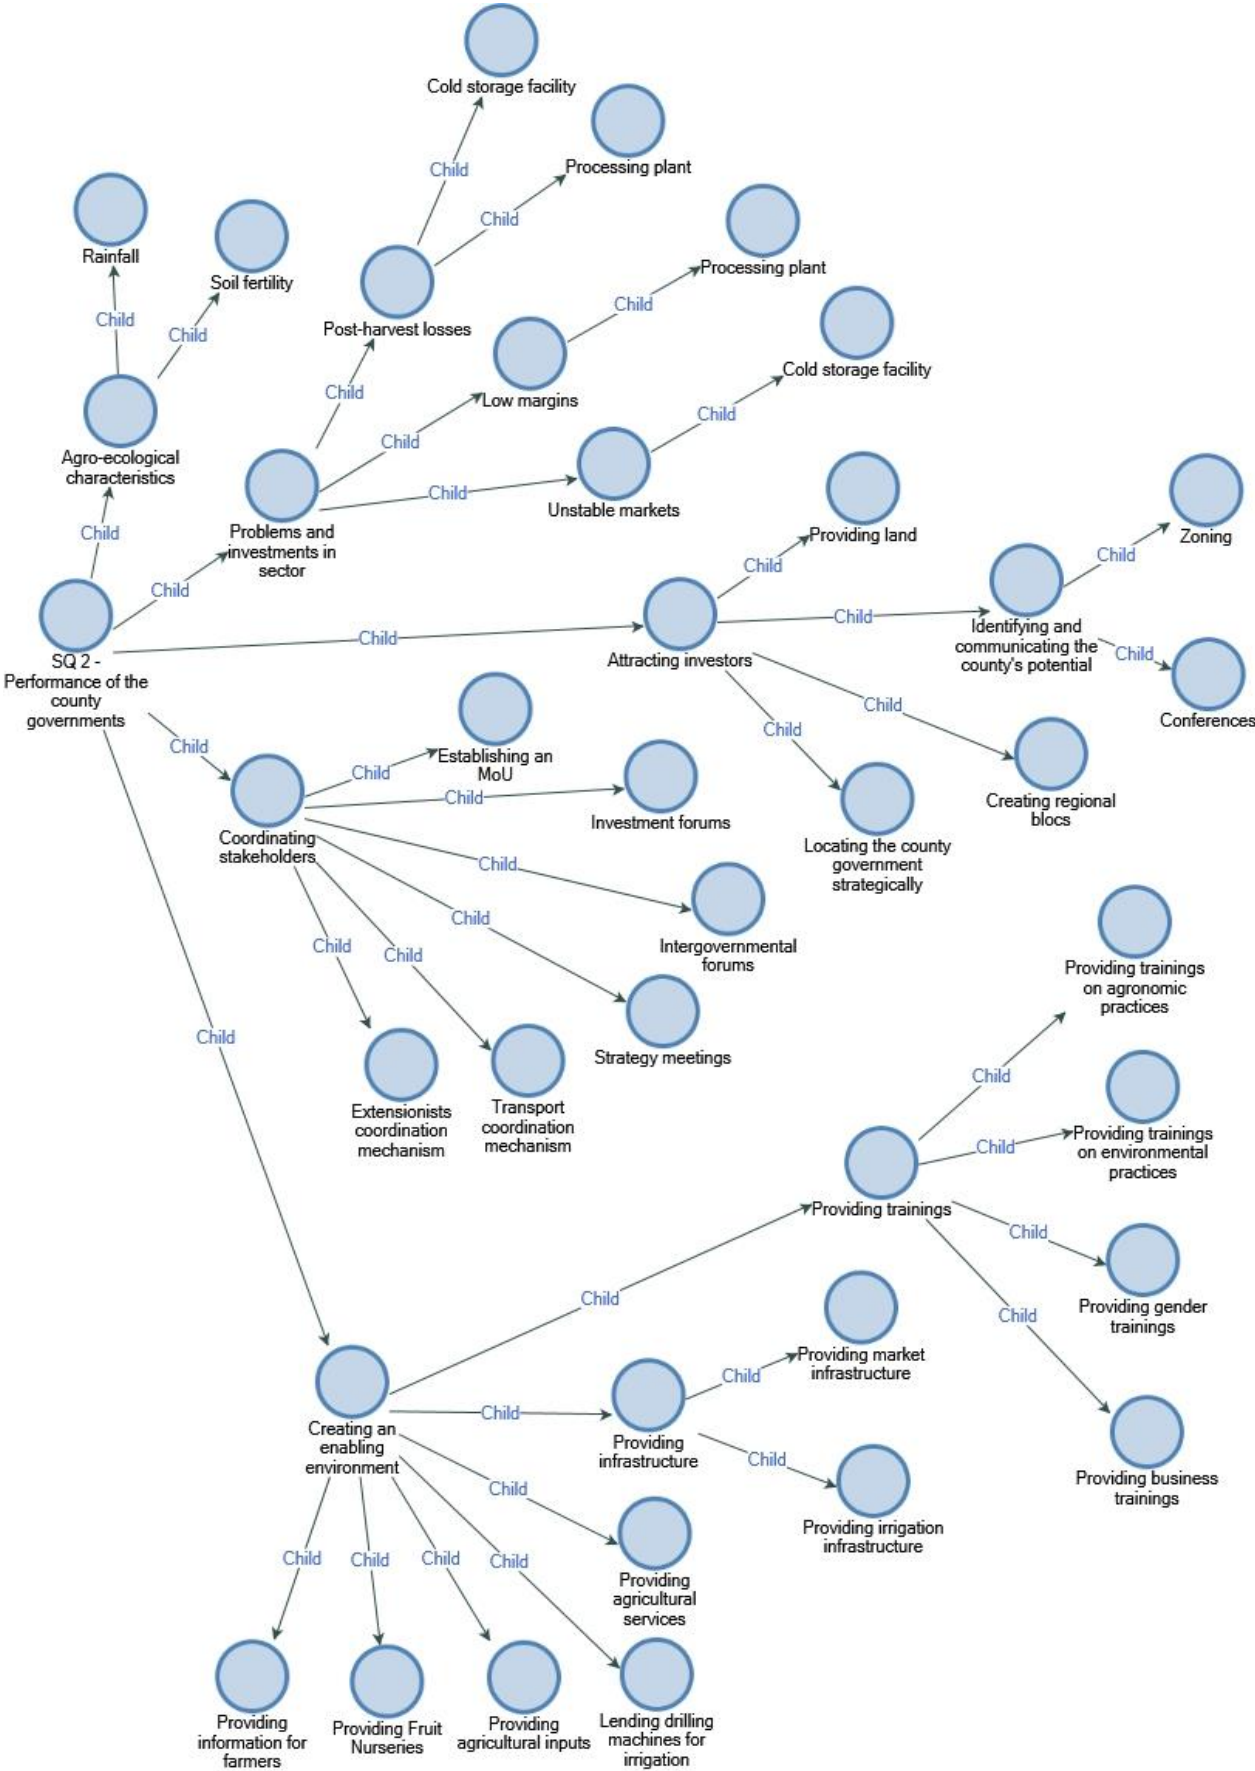 Cold storage facility
Child
Processing plant
Child
Rainfall
Soil fertility
Child
Child
Post-harvest losses
Processing plant
Child
Child
Low margins
Cold storage facility
Child
Child
Agro-ecological
characteristics
Child
Child
Unstable markets
Problems and
investments in
sector
Child
Child
Providing land
Child
Zoning
Child
Child
SQ 2 -
Performance of the
county
governments
Child
Attracting investors
Child
Identifying and
communicating the
county's potential
Child
Conferences
Child
Child
Child
Establishing an
MoU
Child
Child
Investment forums
Creating regional
blocs
Coordinating
stakeholders
Locating the county
government
strategically
Child
Child
Intergovernmental
forums
Child
Child
Strategy meetings
Providing trainings
on agronomic
practices
Child
Extensionists
coordination
mechanism
Transport
coordination
mechanism
Child
Child
Providing trainings
on environmental
practices
Providing trainings
Child
Providing gender
trainings
Child
Child
Providing market
infrastructure
Child
Creating an
enabling
environment
Child
Providing
infrastructure
Child
Providing irrigation
infrastructure
Providing business
trainings
Child
Providing
agricultural
services
Child
Child
Child
Child
Providing
information for
farmers
Providing Fruit
Nurseries
Providing
agricultural inputs
Lending drilling
machines for
irrigation